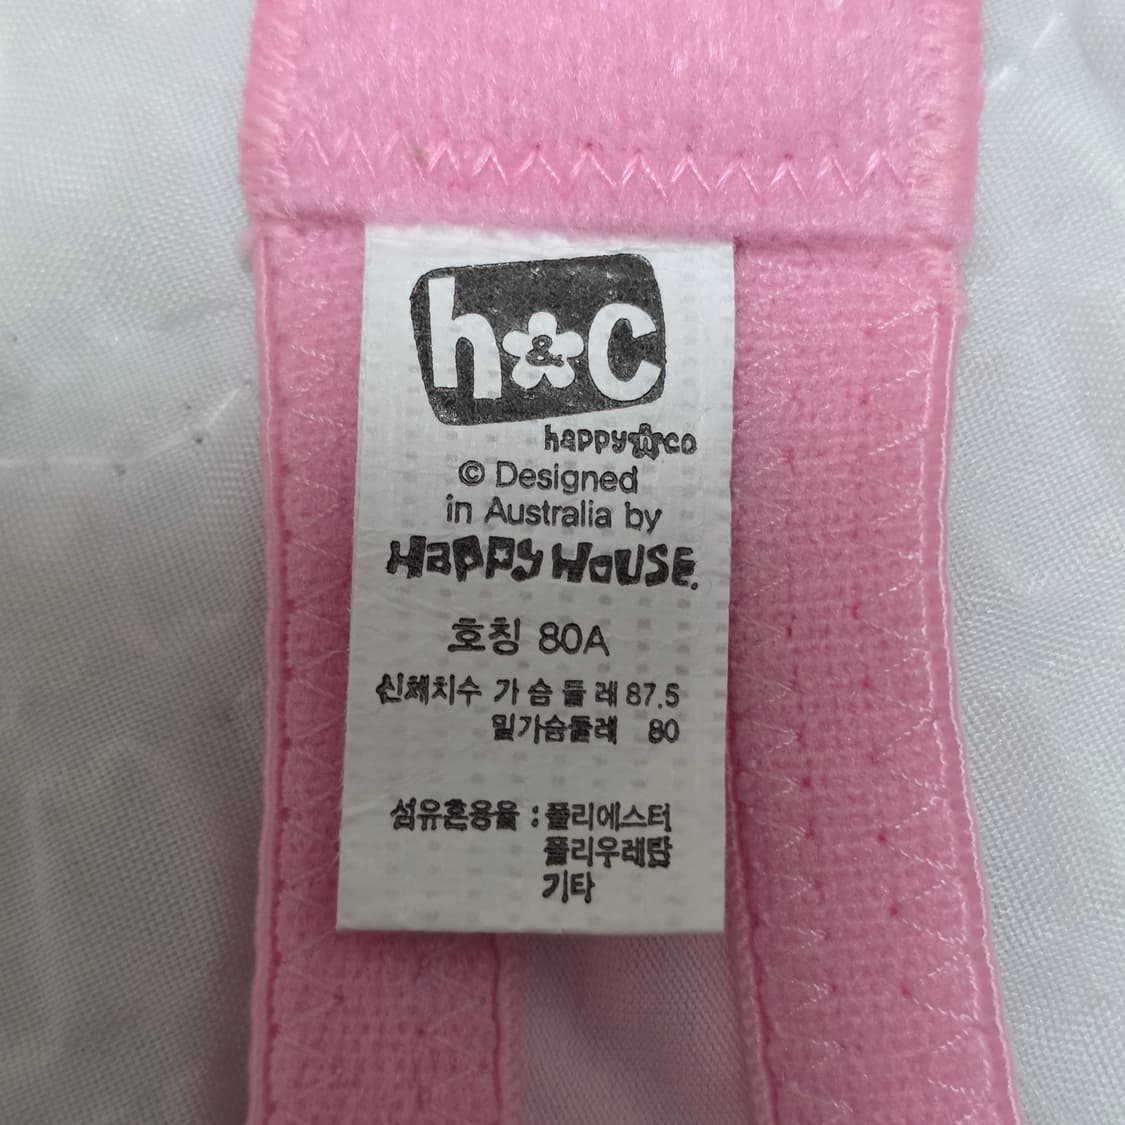 h&c
happy&co
© Designed
in Australia by
Happy House.
호칭 80A
신체치수 가슴둘레 87.5
밑가슴둘레 80
섬유혼용율 : 폴리에스터
폴리우레탄
기타